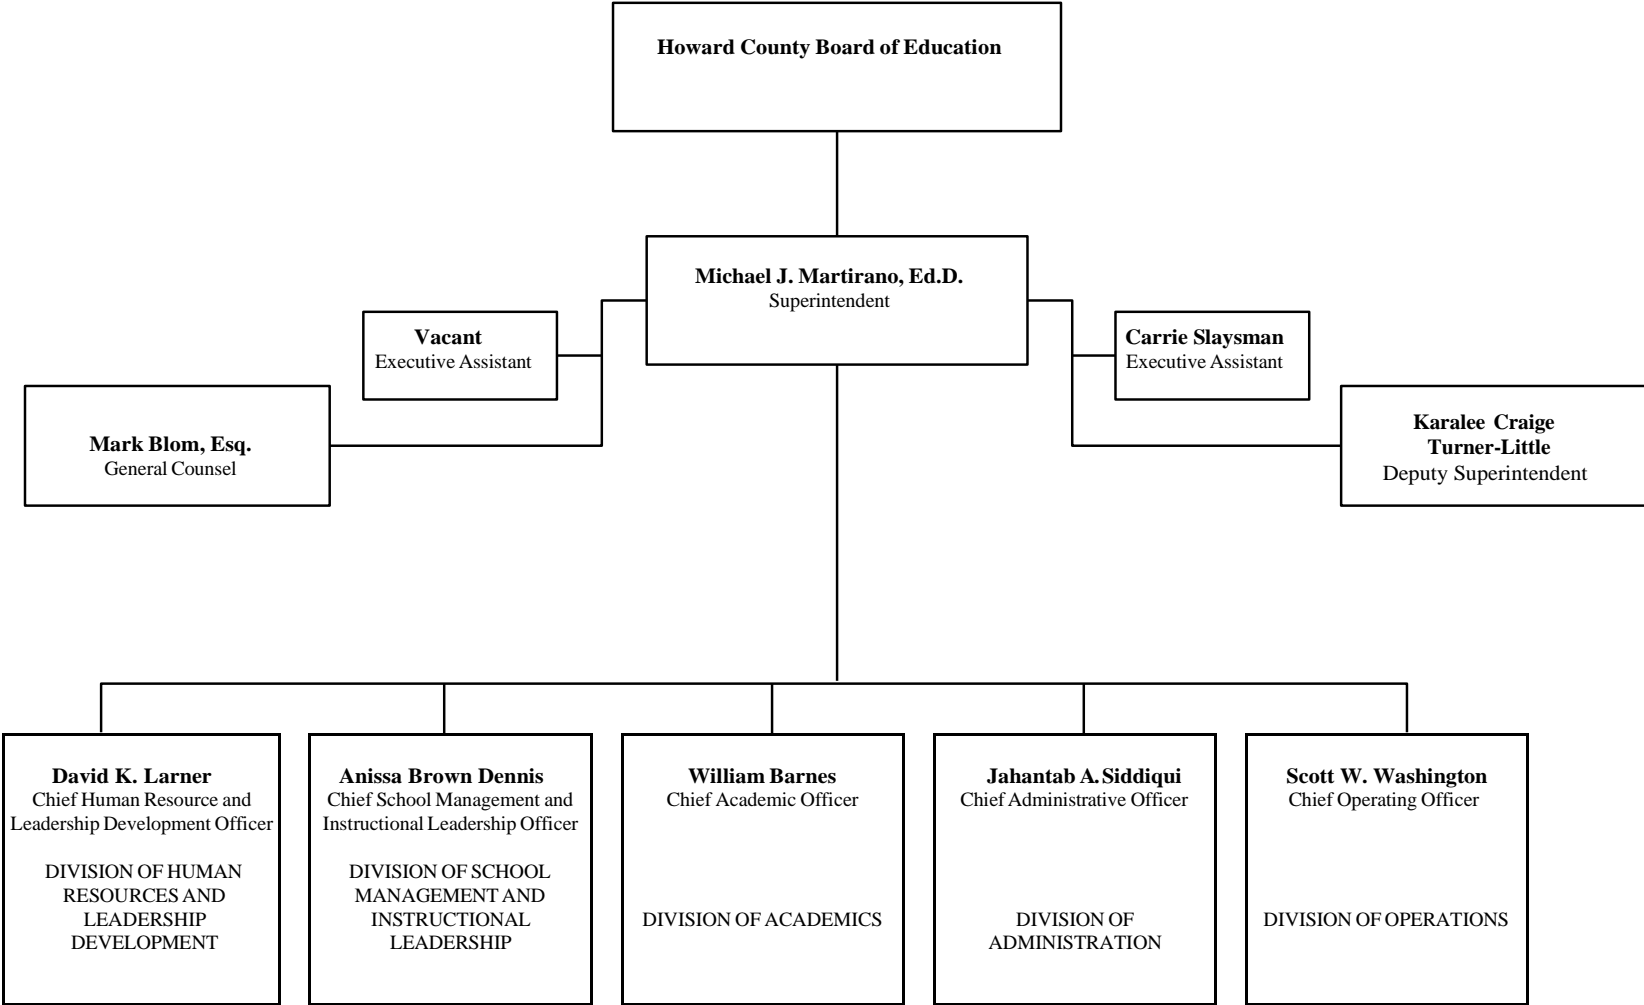 Howard County Board of Education
Michael J. Martirano, Ed.D.
Superintendent
Vacant
Executive Assistant
Carrie Slaysman
Executive Assistant
Mark Blom, Esq.
General Counsel
Karalee Craige
Turner-Little
Deputy Superintendent
David K. Larner
Chief Human Resource and
Leadership Development Officer
DIVISION OF HUMAN
RESOURCES AND
LEADERSHIP
DEVELOPMENT
Anissa Brown Dennis
Chief School Management and
Instructional Leadership Officer
DIVISION OF SCHOOL
MANAGEMENT AND
INSTRUCTIONAL
LEADERSHIP
William Barnes
Chief Academic Officer
DIVISION OF ACADEMICS
Jahantab A. Siddiqui
Chief Administrative Officer
DIVISION OF
ADMINISTRATION
Scott W. Washington
Chief Operating Officer
DIVISION OF OPERATIONS